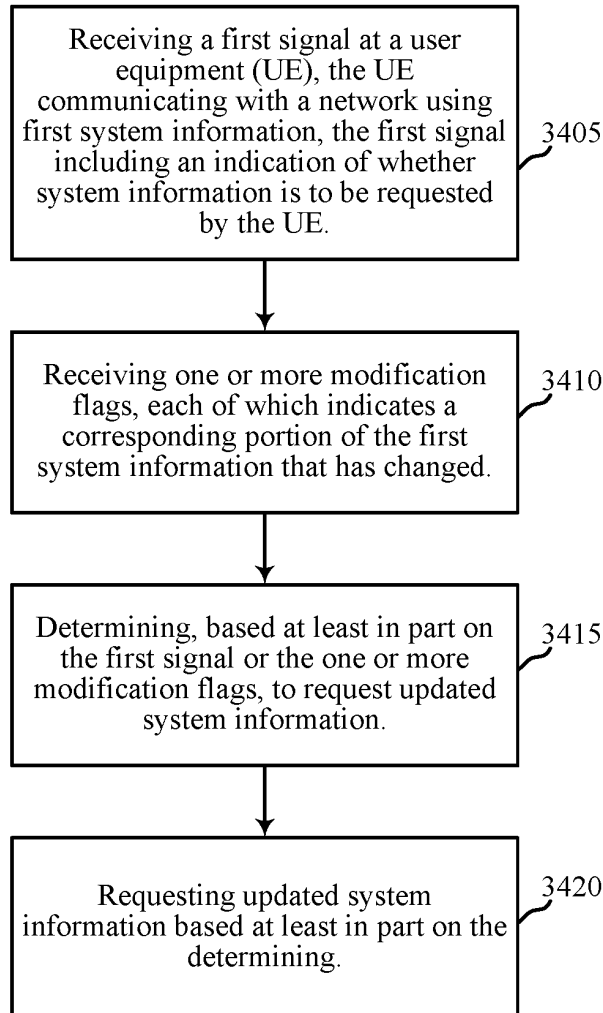 Receiving a first signal at a user
equipment (UE), the UE
communicating with a network using
first system information, the first signal
including an indication of whether
system information is to be requested
by the UE.
3405
Receiving one or more modification
flags, each of which indicates a
corresponding portion of the first
system information that has changed.
3410
Determining, based at least in part on
the first signal or the one or more
modification flags, to request updated
system information.
3415
Requesting updated system
information based at least in part on the
determining.
3420